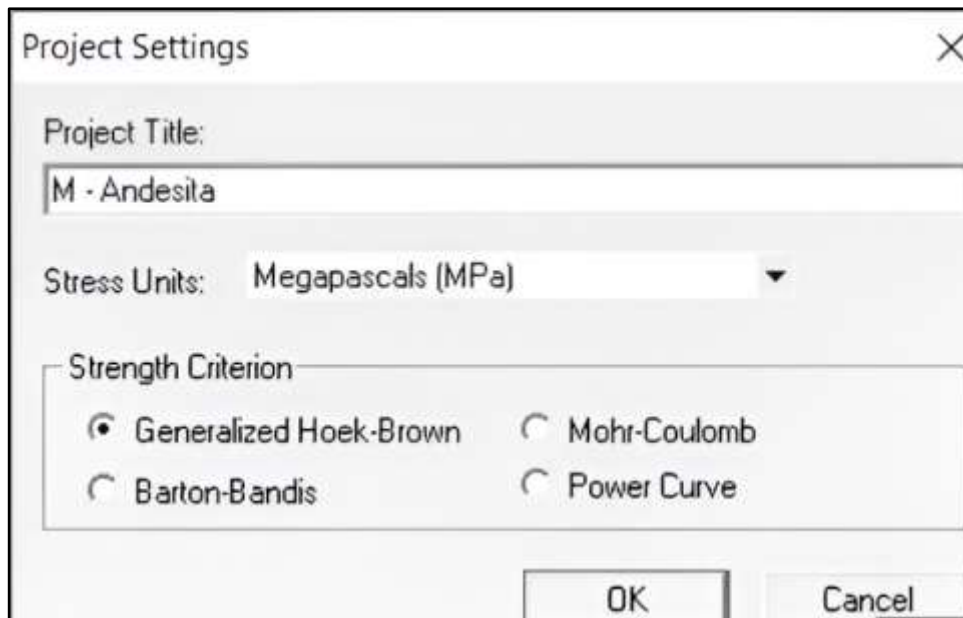 Project Settings
Project Title:
M - Andesita
Stress Units: Megapascals (MPa)
Strength Criterion
Generalized Hoek-Brown Mohr-Coulomb
Barton-Bandis Power Curve
OK Cancel